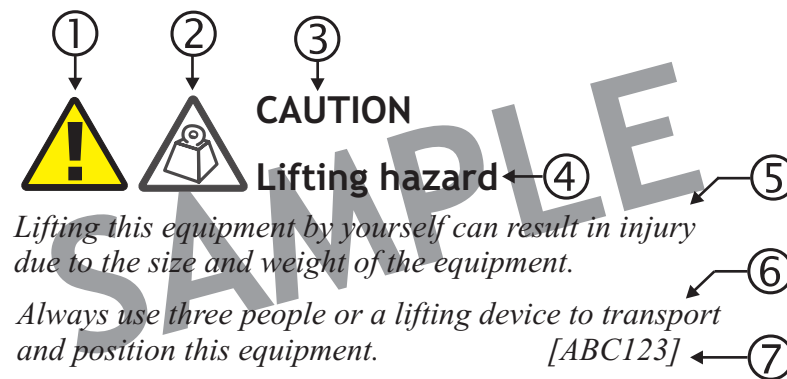 ① ② ③
CAUTION
Lifting hazard ④
⑤
Lifting this equipment by yourself can result in injury
due to the size and weight of the equipment.
⑥
Always use three people or a lifting device to transport
and position this equipment. [ABC123] ⑦
SAMPLE